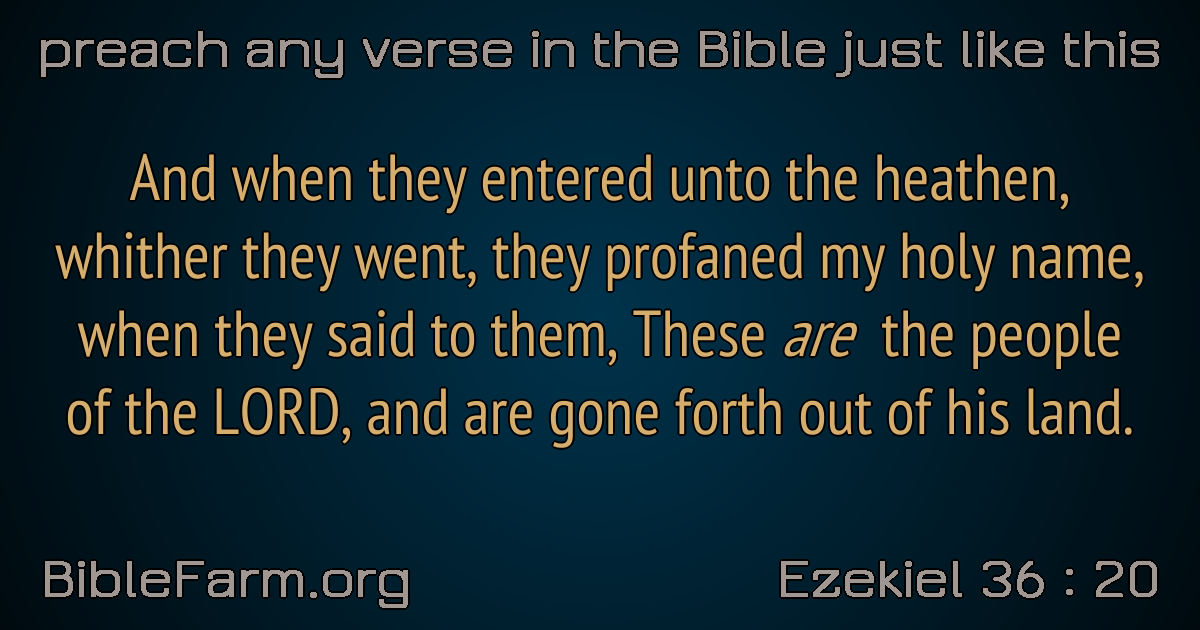 preach any verse in the Bible just like this
And when they entered unto the heathen,
whither they went, they profaned my holy name,
when they said to them, These are the people
of the LORD, and are gone forth out of his land.
BibleFarm.org
Ezekiel 36 : 20